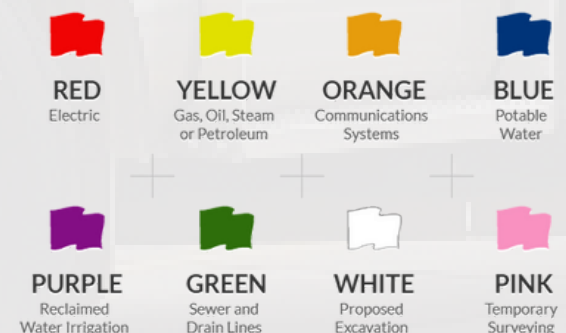 RED
Electric
YELLOW
Gas, Oil, Steam
or Petroleum
ORANGE
Communications
Systems
BLUE
Potable
Water
PURPLE
Reclaimed
Water Irrigation
GREEN
Sewer and
Drain Lines
WHITE
Proposed
Excavation
PINK
Temporary
Surveying